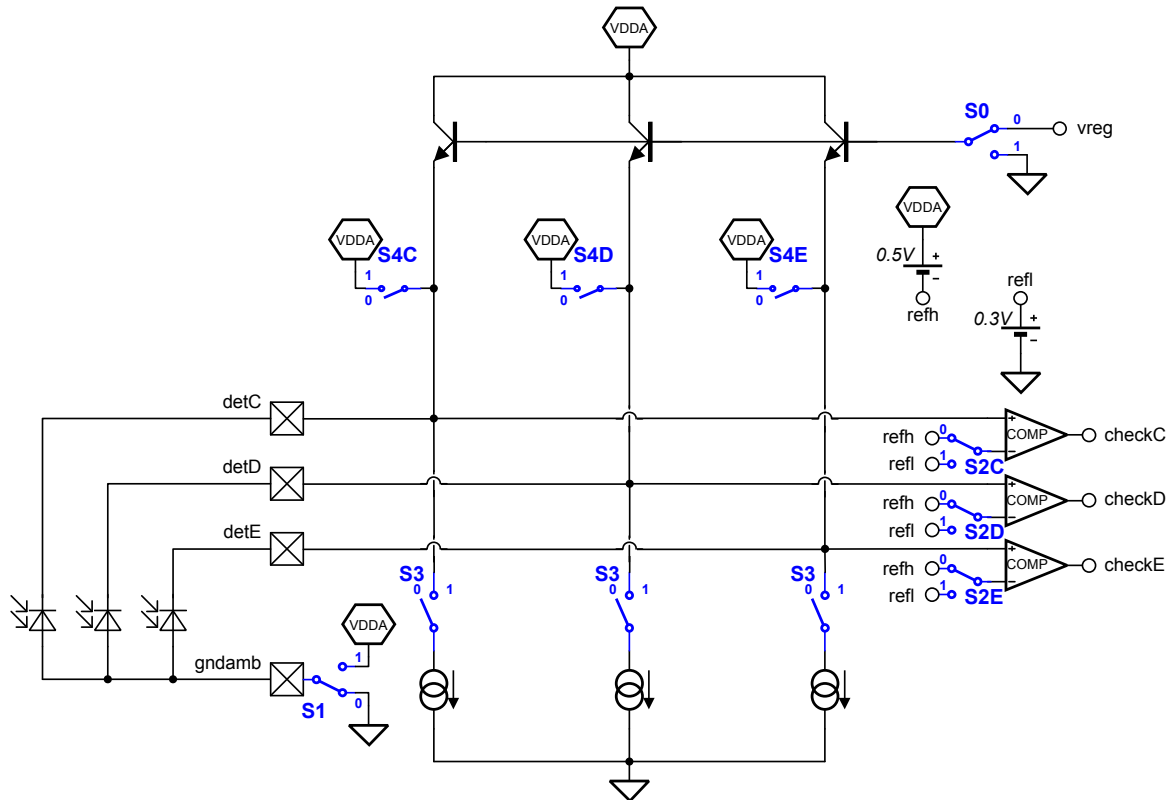 VDDA
S0
0
vreg
1
VDDA
VDDA
VDDA
VDDA
S4C
S4D
S4E
1
0
1
0
1
0
0.5V
+
–
refh
refl
0.3V
+
–
detC
refh
0
refl
1
S2C
+
COMP
–
checkC
detD
refh
0
refl
1
S2D
+
COMP
–
checkD
detE
refh
0
refl
1
S2E
+
COMP
–
checkE
S3
0
1
S3
0
1
S3
0
1
VDDA
gndamb
1
0
S1